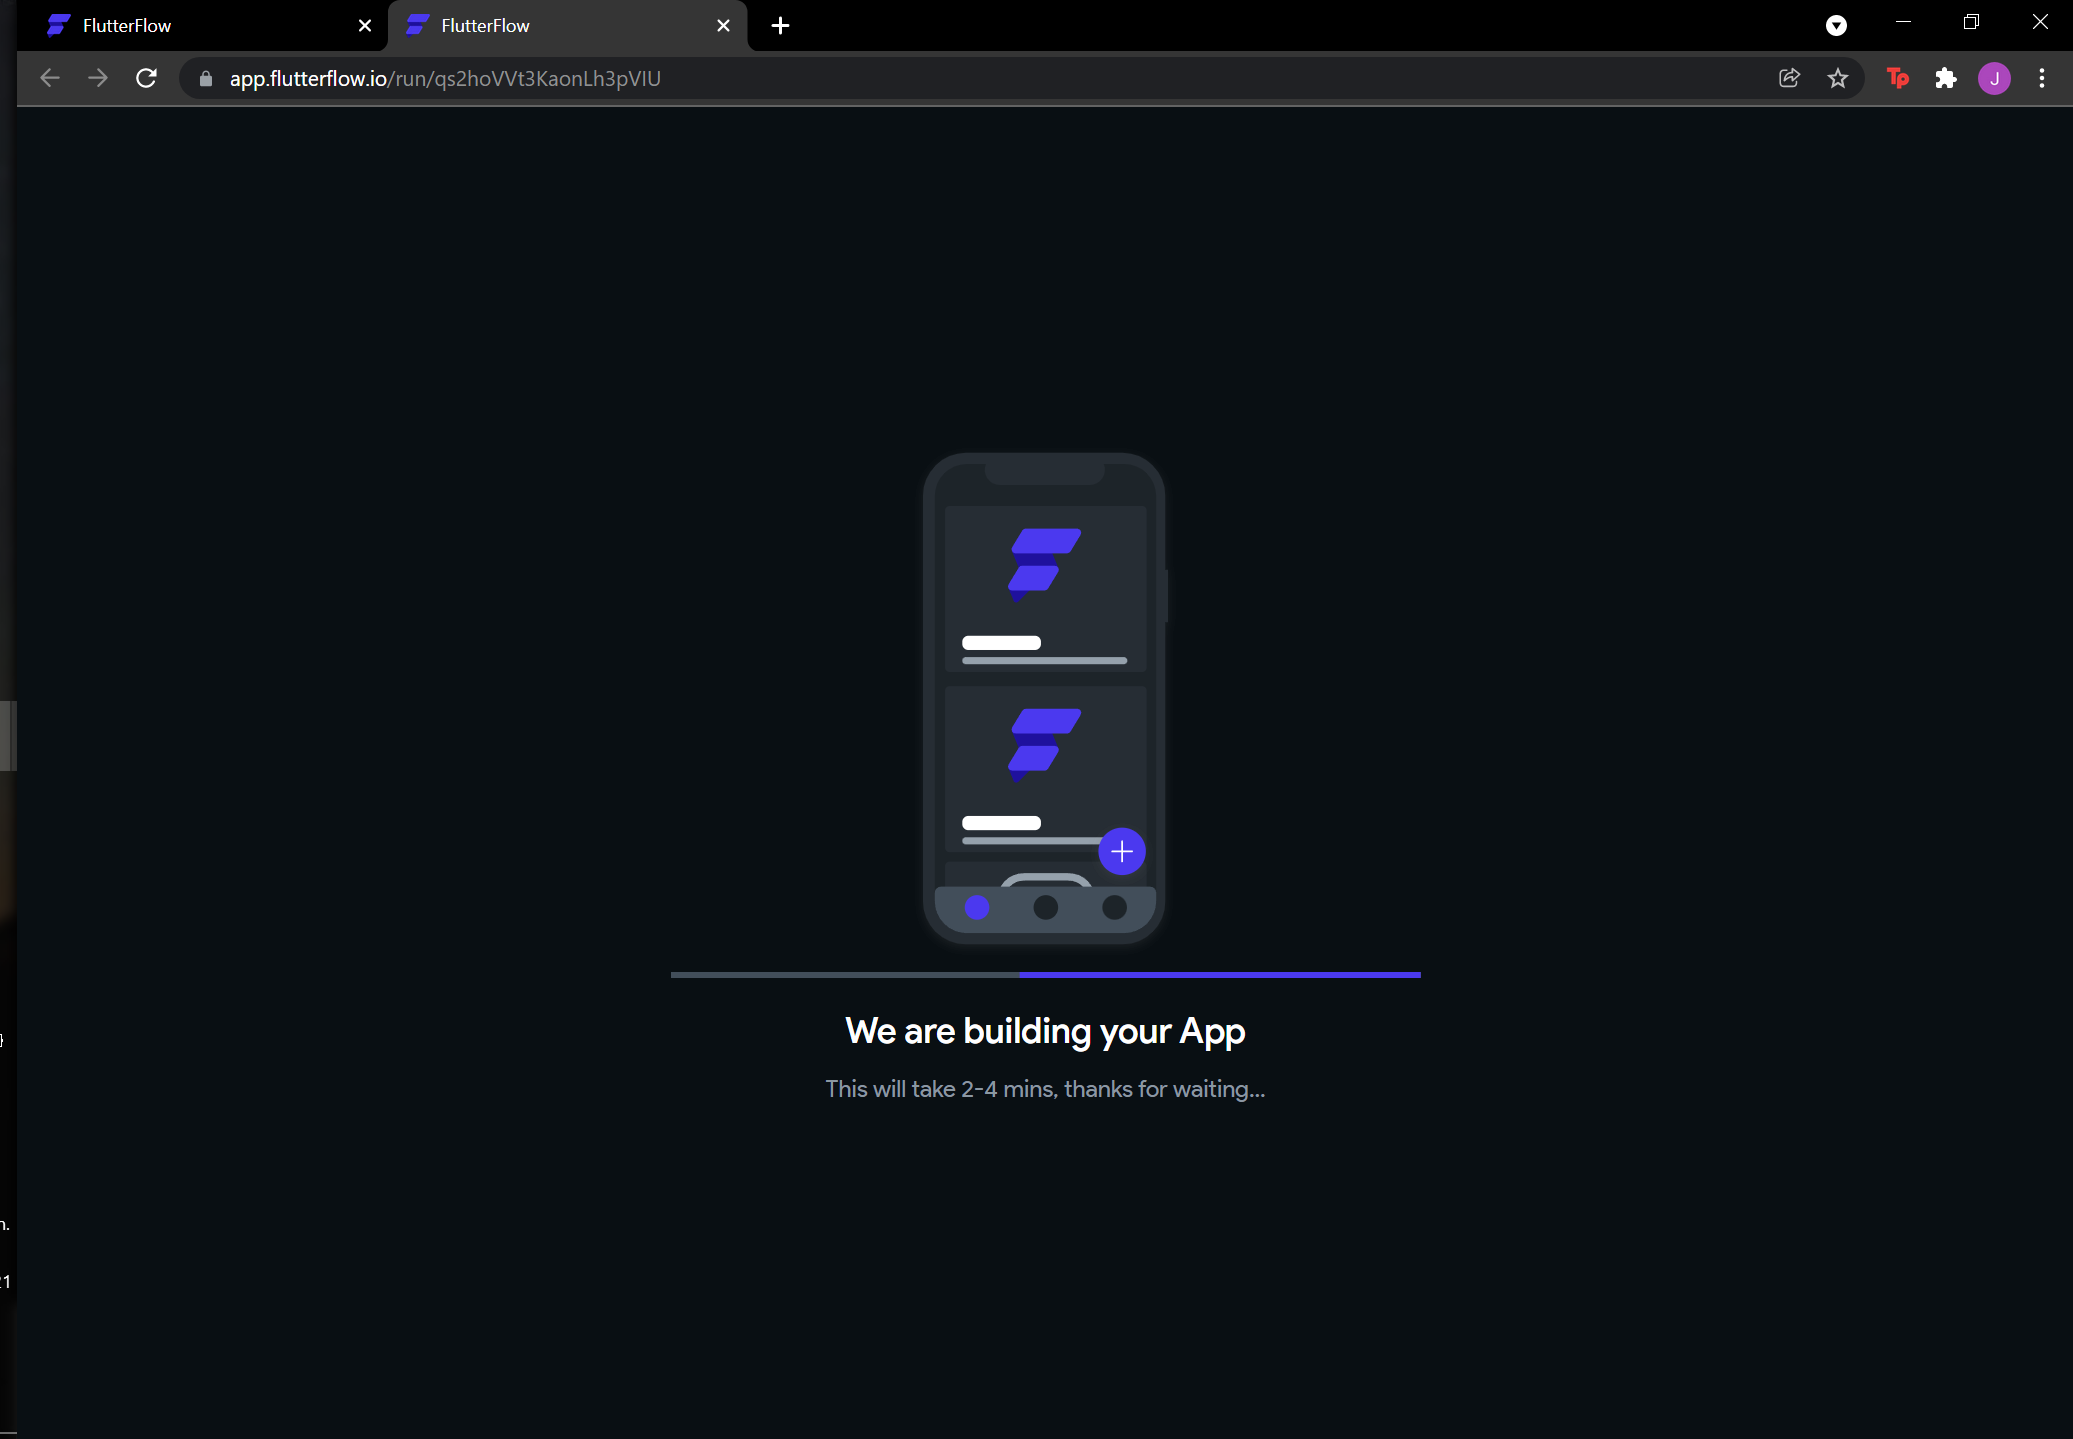 FlutterFlow
FlutterFlow
app.flutterflow.io/run/qs2hoVVt3KaonLh3pVIU
Tp
J
We are building your App
This will take 2-4 mins, thanks for waiting...
}
n.
21